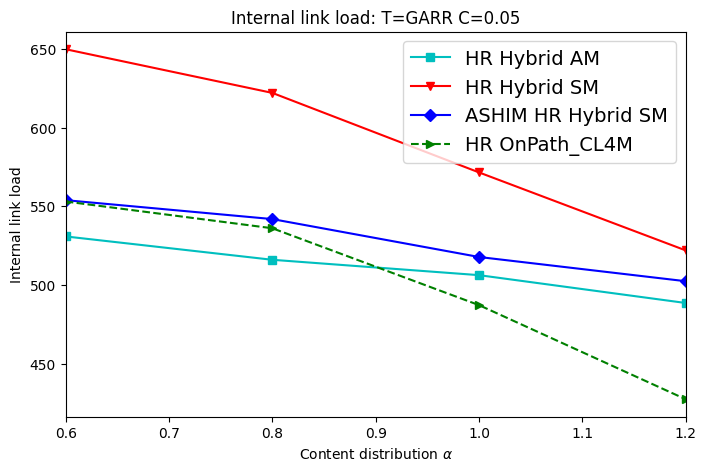 Internal link load: T=GARR C=0.05
650
600
550
500
450
Internal link load
HR Hybrid AM
HR Hybrid SM
ASHIM HR Hybrid SM
HR OnPath_CL4M
0.6 0.7 0.8 0.9 1.0 1.1 1.2
Content distribution α